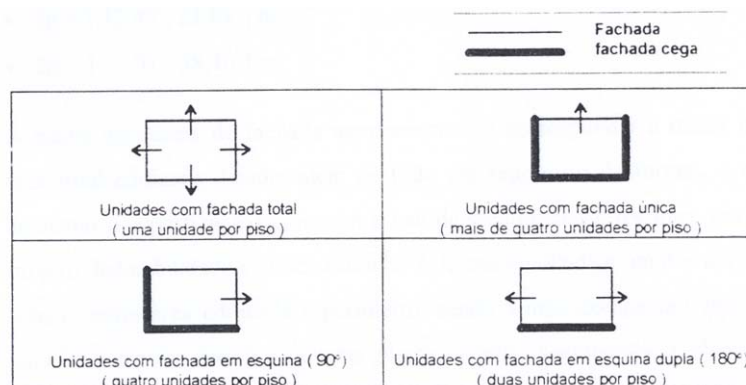 Fachada
fachada cega
Unidades com fachada total
( uma unidade por piso )
Unidades com fachada única
( mais de quatro unidades por piso )
Unidades com fachada em esquina ( 90° )
( quatro unidades por piso )
Unidades com fachada em esquina dupla ( 180° )
( duas unidades por piso )